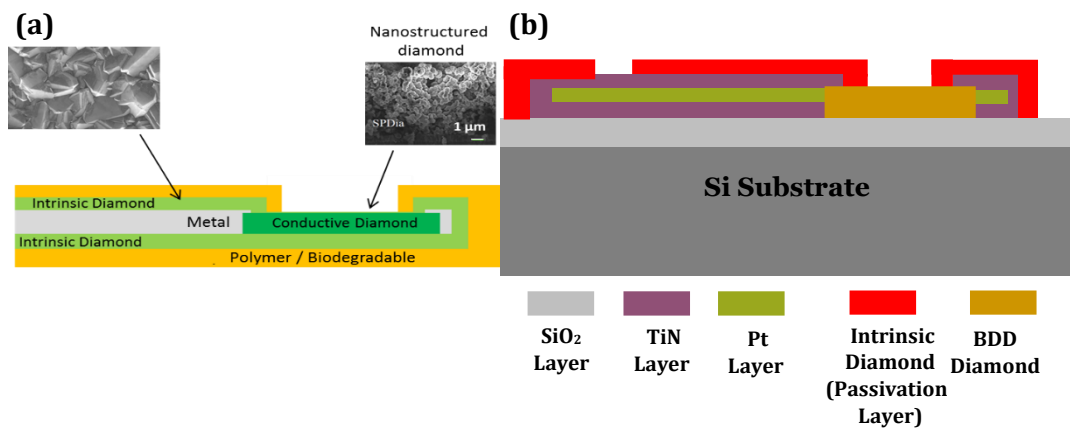 (a)
Nanostructured
diamond
SPDia
1 μm
Intrinsic Diamond
Metal
Conductive Diamond
Intrinsic Diamond
Polymer / Biodegradable
(b)
Si Substrate
SiO₂
Layer
TiN
Layer
Pt
Layer
Intrinsic
Diamond
(Passivation
Layer)
BDD
Diamond